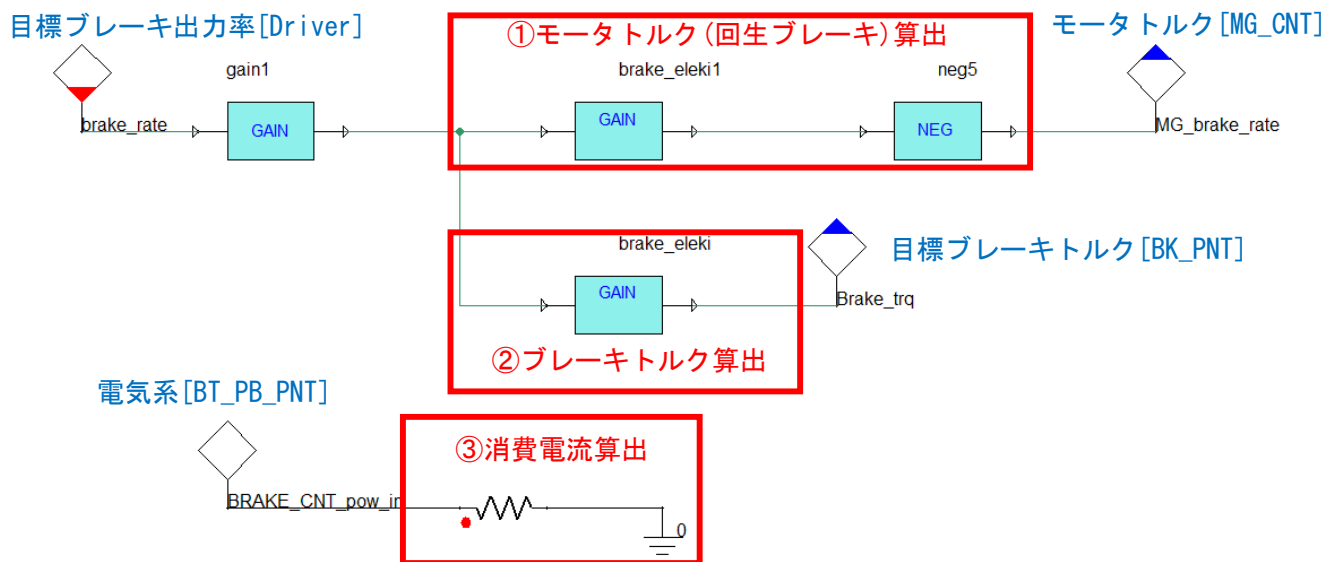 目標ブレーキ出力率[Driver]
①モータトルク(回生ブレーキ)算出
モータトルク[MG_CNT]
gain1
brake_eleki1
neg5
brake_rate
GAIN
GAIN
NEG
MG_brake_rate
brake_eleki
目標ブレーキトルク[BK_PNT]
GAIN
Brake_trq
②ブレーキトルク算出
電気系[BT_PB_PNT]
③消費電流算出
BRAKE_CNT_pow_in
0